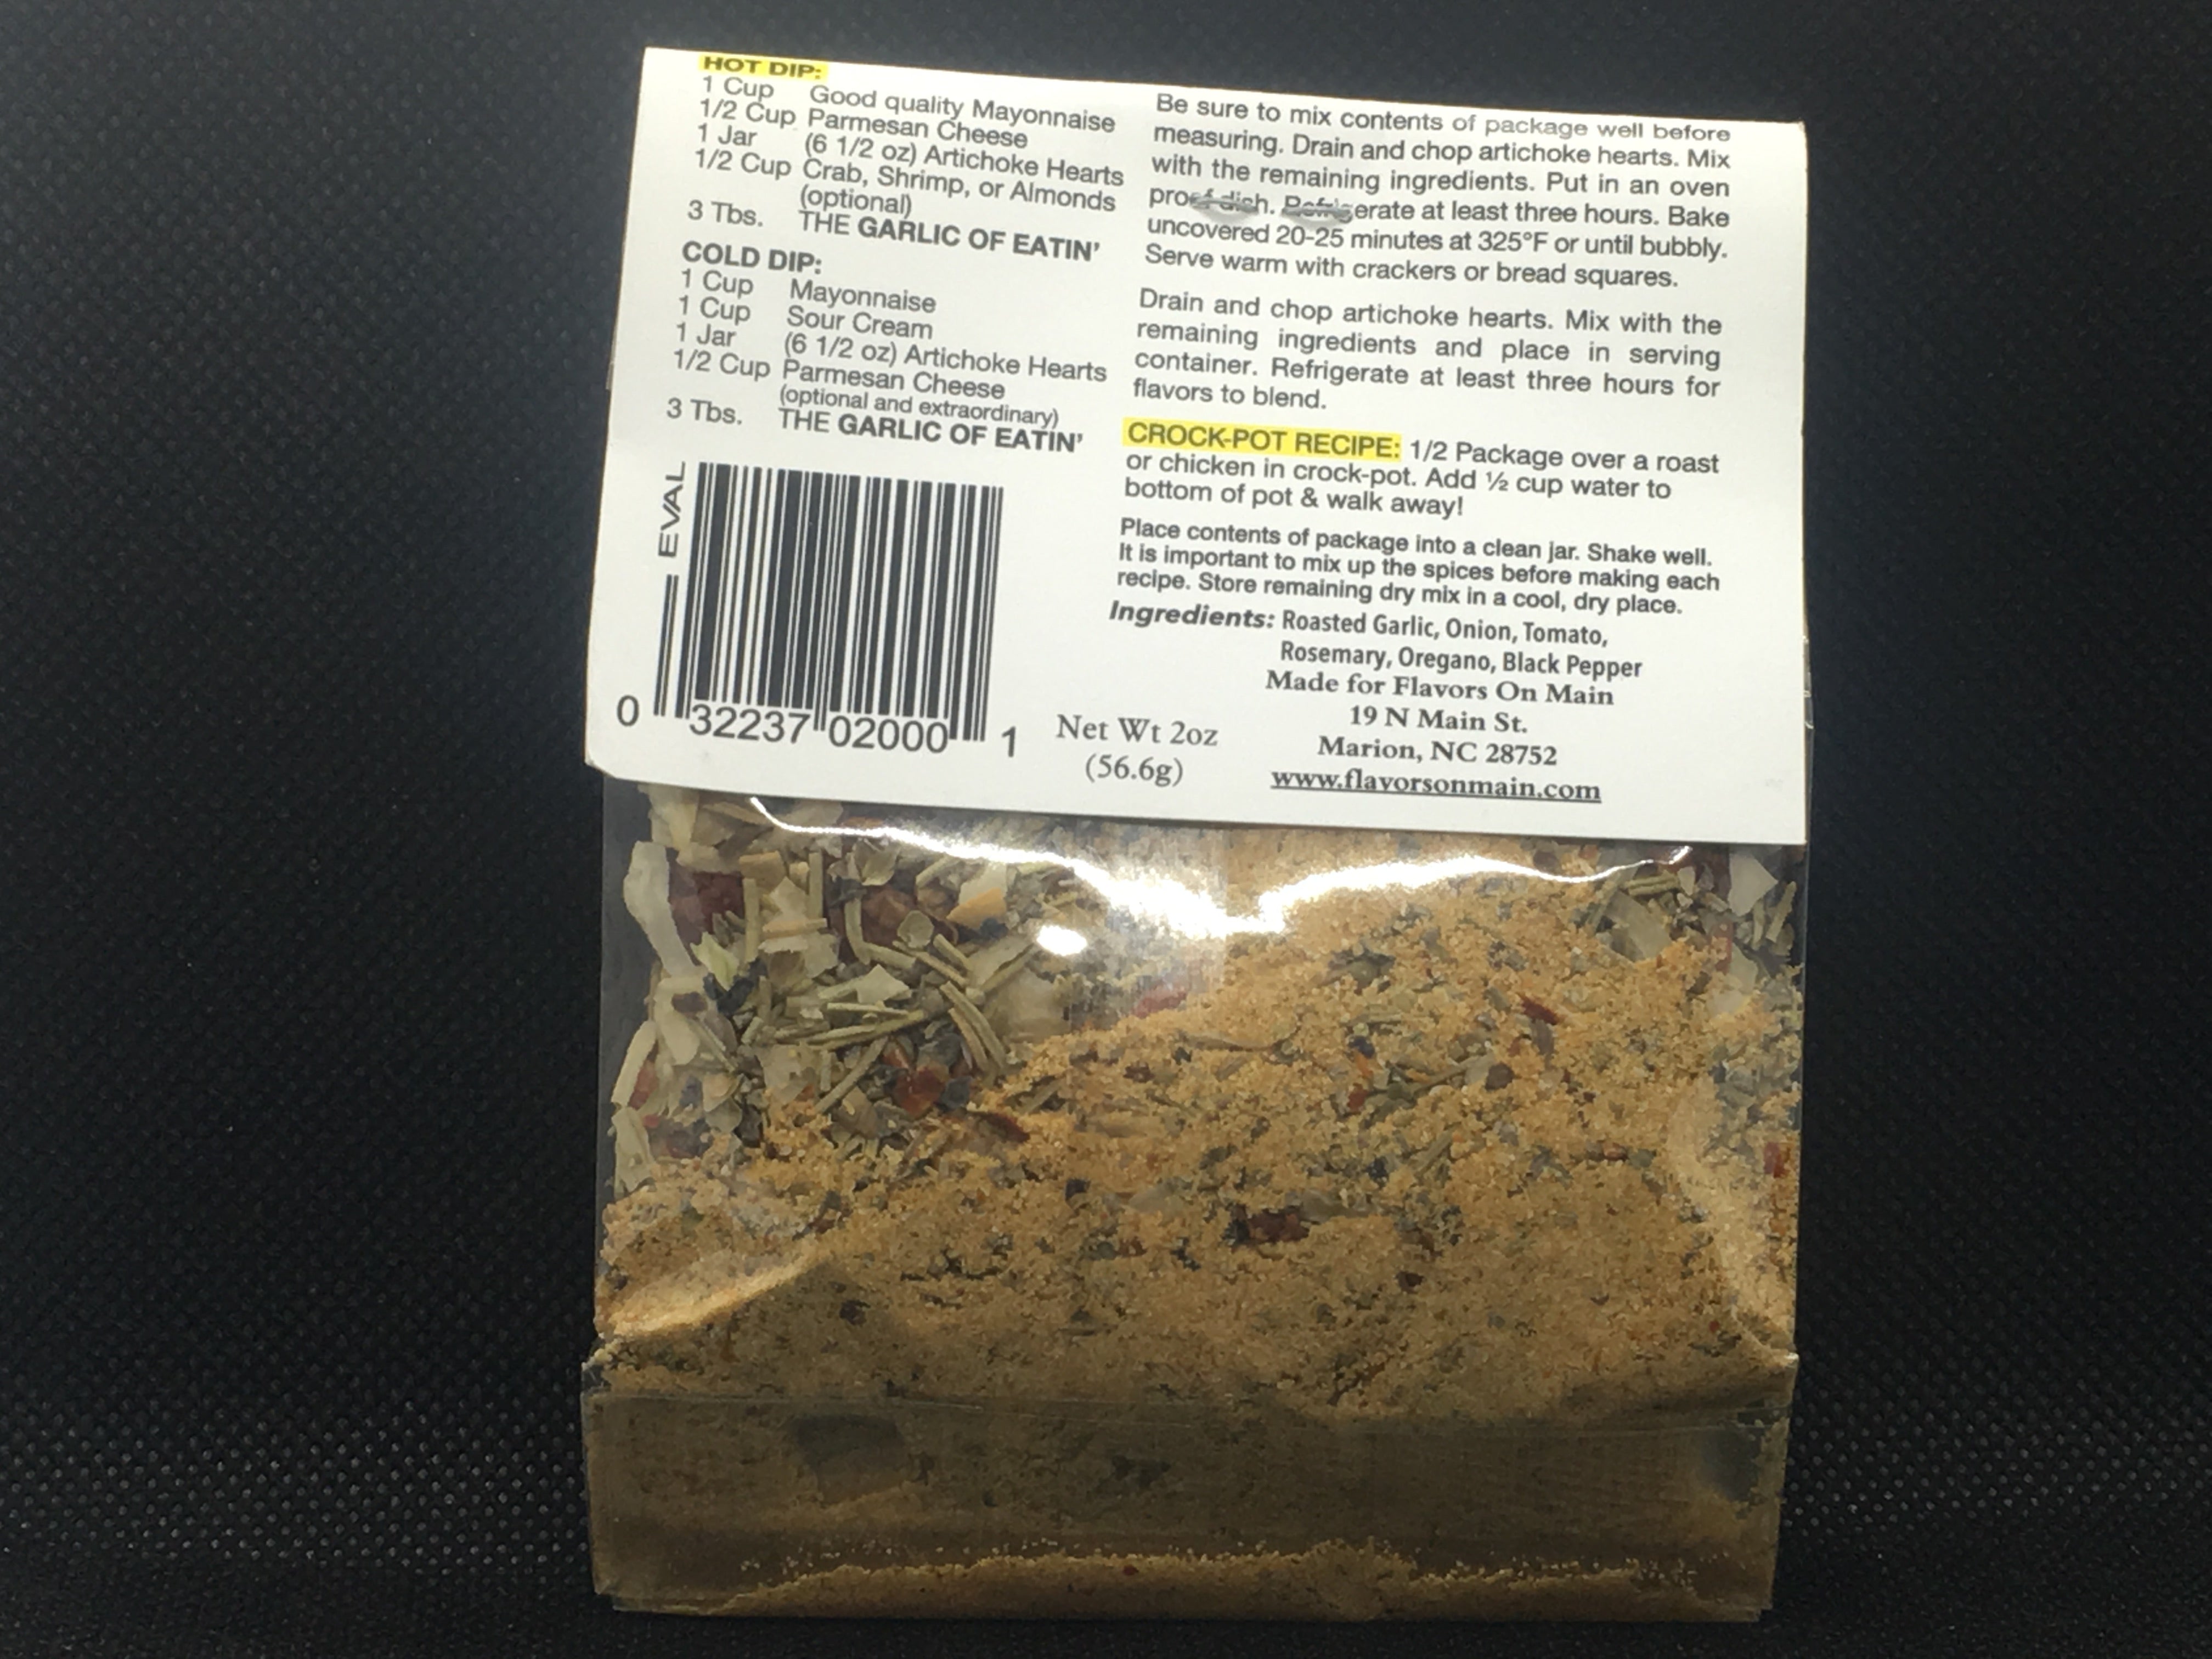 HOT DIP:
1 Cup Good quality Mayonnaise
1/2 Cup Parmesan Cheese
1 Jar (6 1/2 oz) Artichoke Hearts
1/2 Cup Crab, Shrimp, or Almonds
(optional)
3 Tbs. THE GARLIC OF EATIN'
COLD DIP:
1 Cup Mayonnaise
1 Cup Sour Cream
1 Jar (6 1/2 oz) Artichoke Hearts
1/2 Cup Parmesan Cheese
(optional and extraordinary)
3 Tbs. THE GARLIC OF EATIN'
EVAL
0 32237 02000 1
Net Wt 2oz
(56.6g)
Be sure to mix contents of package well before
measuring. Drain and chop artichoke hearts. Mix
with the remaining ingredients. Put in an oven
proof dish. Refrigerate at least three hours. Bake
uncovered 20-25 minutes at 325°F or until bubbly.
Serve warm with crackers or bread squares.
Drain and chop artichoke hearts. Mix with the
remaining ingredients and place in serving
container. Refrigerate at least three hours for
flavors to blend.
CROCK-POT RECIPE: 1/2 Package over a roast
or chicken in crock-pot. Add ½ cup water to
bottom of pot & walk away!
Place contents of package into a clean jar. Shake well.
It is important to mix up the spices before making each
recipe. Store remaining dry mix in a cool, dry place.
Ingredients: Roasted Garlic, Onion, Tomato,
Rosemary, Oregano, Black Pepper
Made for Flavors On Main
19 N Main St.
Marion, NC 28752
www.flavorsonmain.com